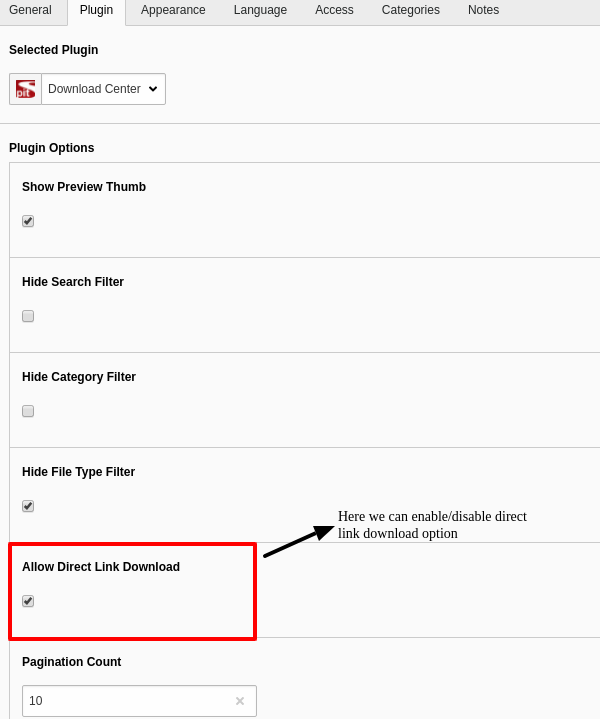 General Plugin Appearance Language Access Categories Notes
Selected Plugin
pit Download Center
Plugin Options
Show Preview Thumb
Hide Search Filter
Hide Category Filter
Hide File Type Filter
Here we can enable/disable direct
link download option
Allow Direct Link Download
Pagination Count
10